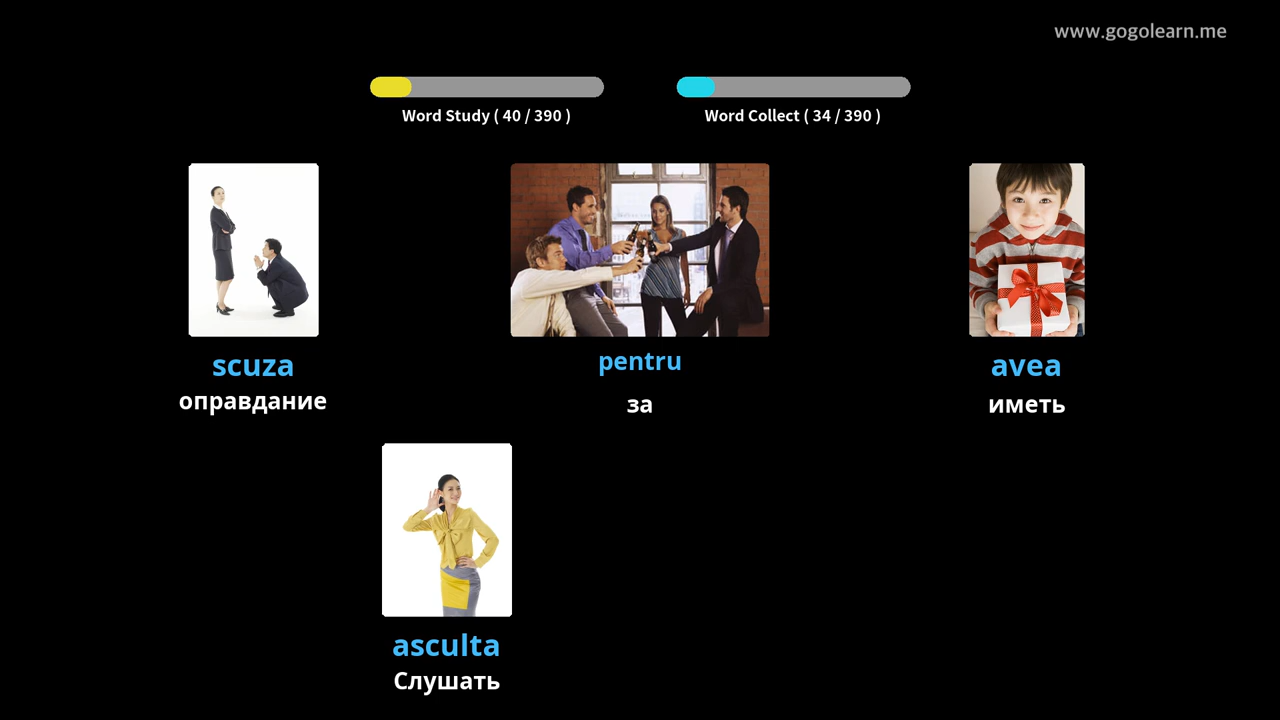 www.gogolearn.me
Word Study ( 40 / 390 )
Word Collect ( 34 / 390 )
scuza
оправдание
pentru
за
avea
иметь
asculta
Слушать